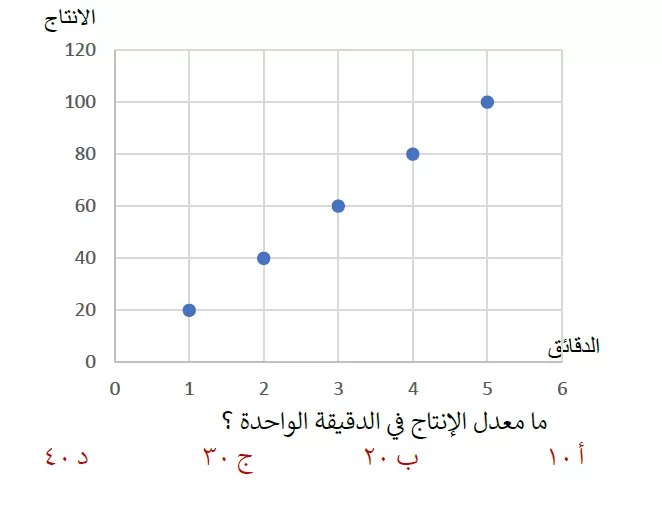 الانتاج
120
100
80
60
40
20
0
الدقائق
0 1 2 3 4 5 6
ما معدل الإنتاج في الدقيقة الواحدة ؟
أ ١٠ ب ٢٠ ج ٣٠ د ٤٠